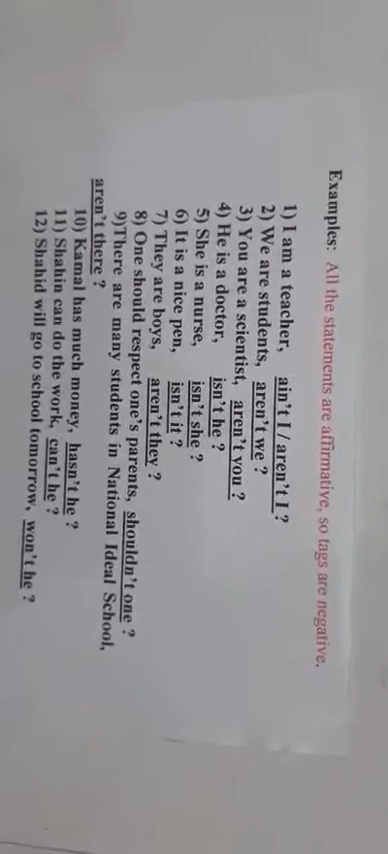 Examples: All the statements are affirmative, so tags are negative.
1) I am a teacher, ain't I / aren't I ?
2) We are students, aren't we ?
3) You are a scientist, aren't you ?
4) He is a doctor, isn't he ?
5) She is a nurse, isn't she ?
6) It is a nice pen, isn't it ?
7) They are boys, aren't they ?
8) One should respect one's parents, shouldn't one ?
9)There are many students in National Ideal School,
aren't there ?
10) Kamal has much money, hasn't he ?
11) Shahin can do the work, can't he ?
12) Shahid will go to school tomorrow, won't he ?